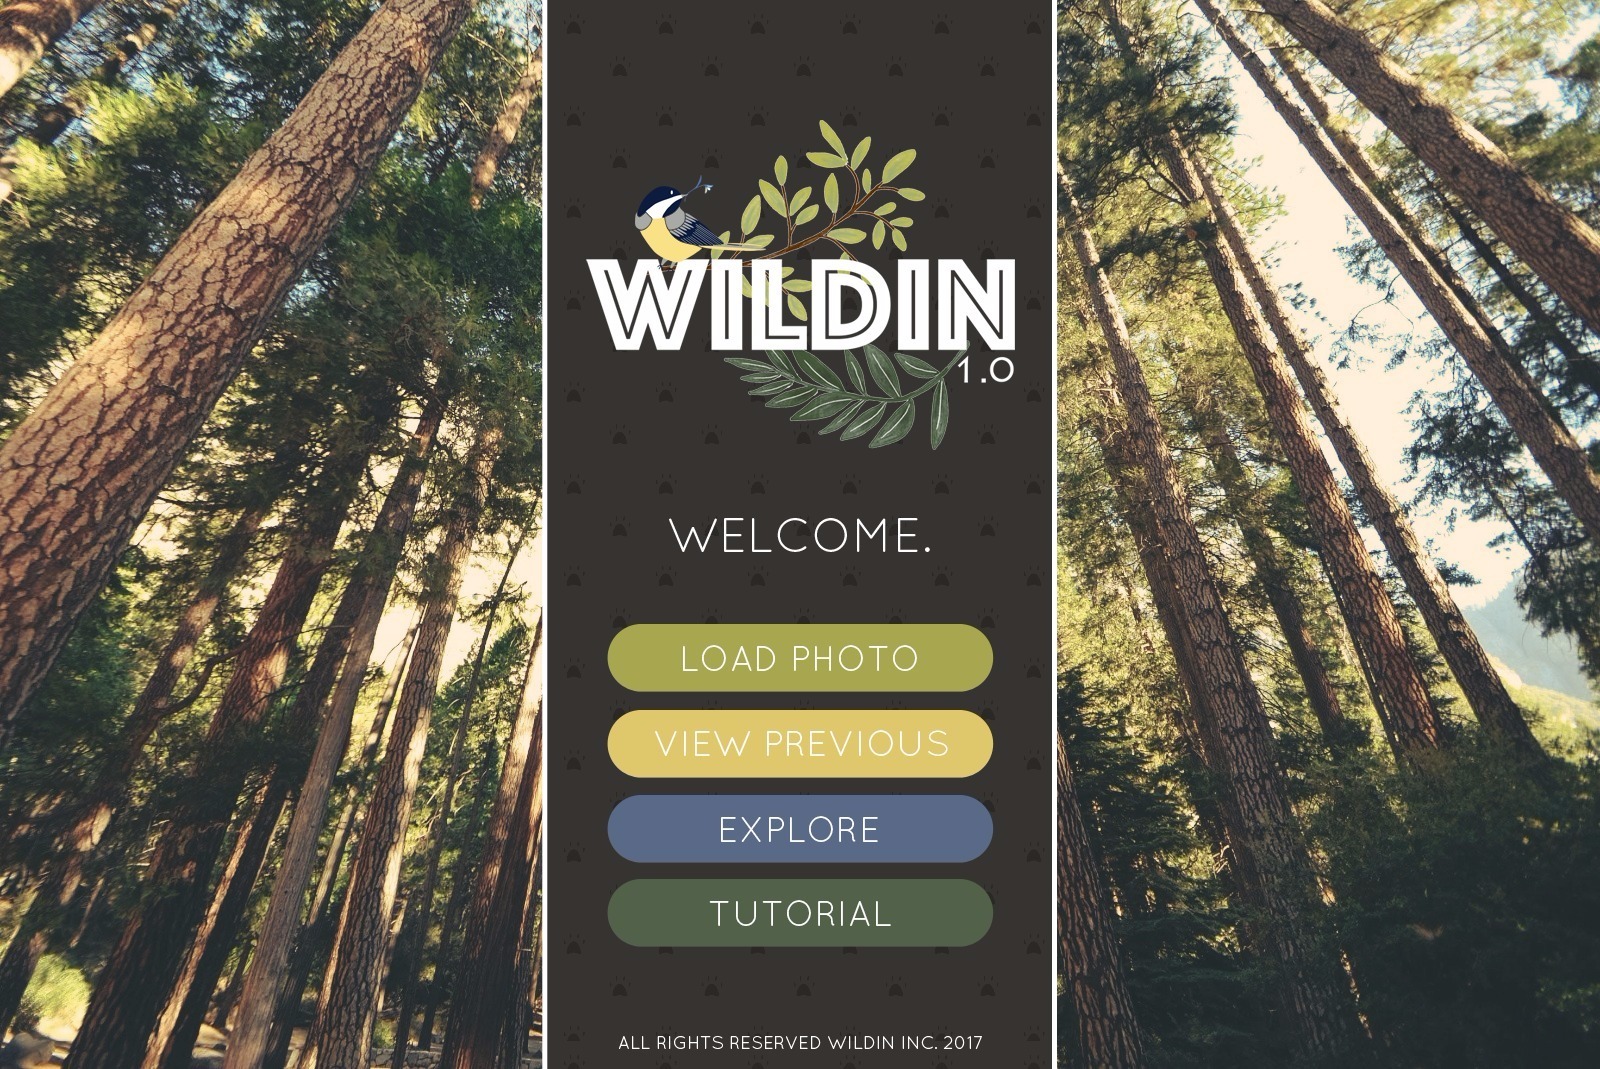 WILDIN
1.0
WELCOME.
LOAD PHOTO
VIEW PREVIOUS
EXPLORE
TUTORIAL
ALL RIGHTS RESERVED WILDIN INC. 2017